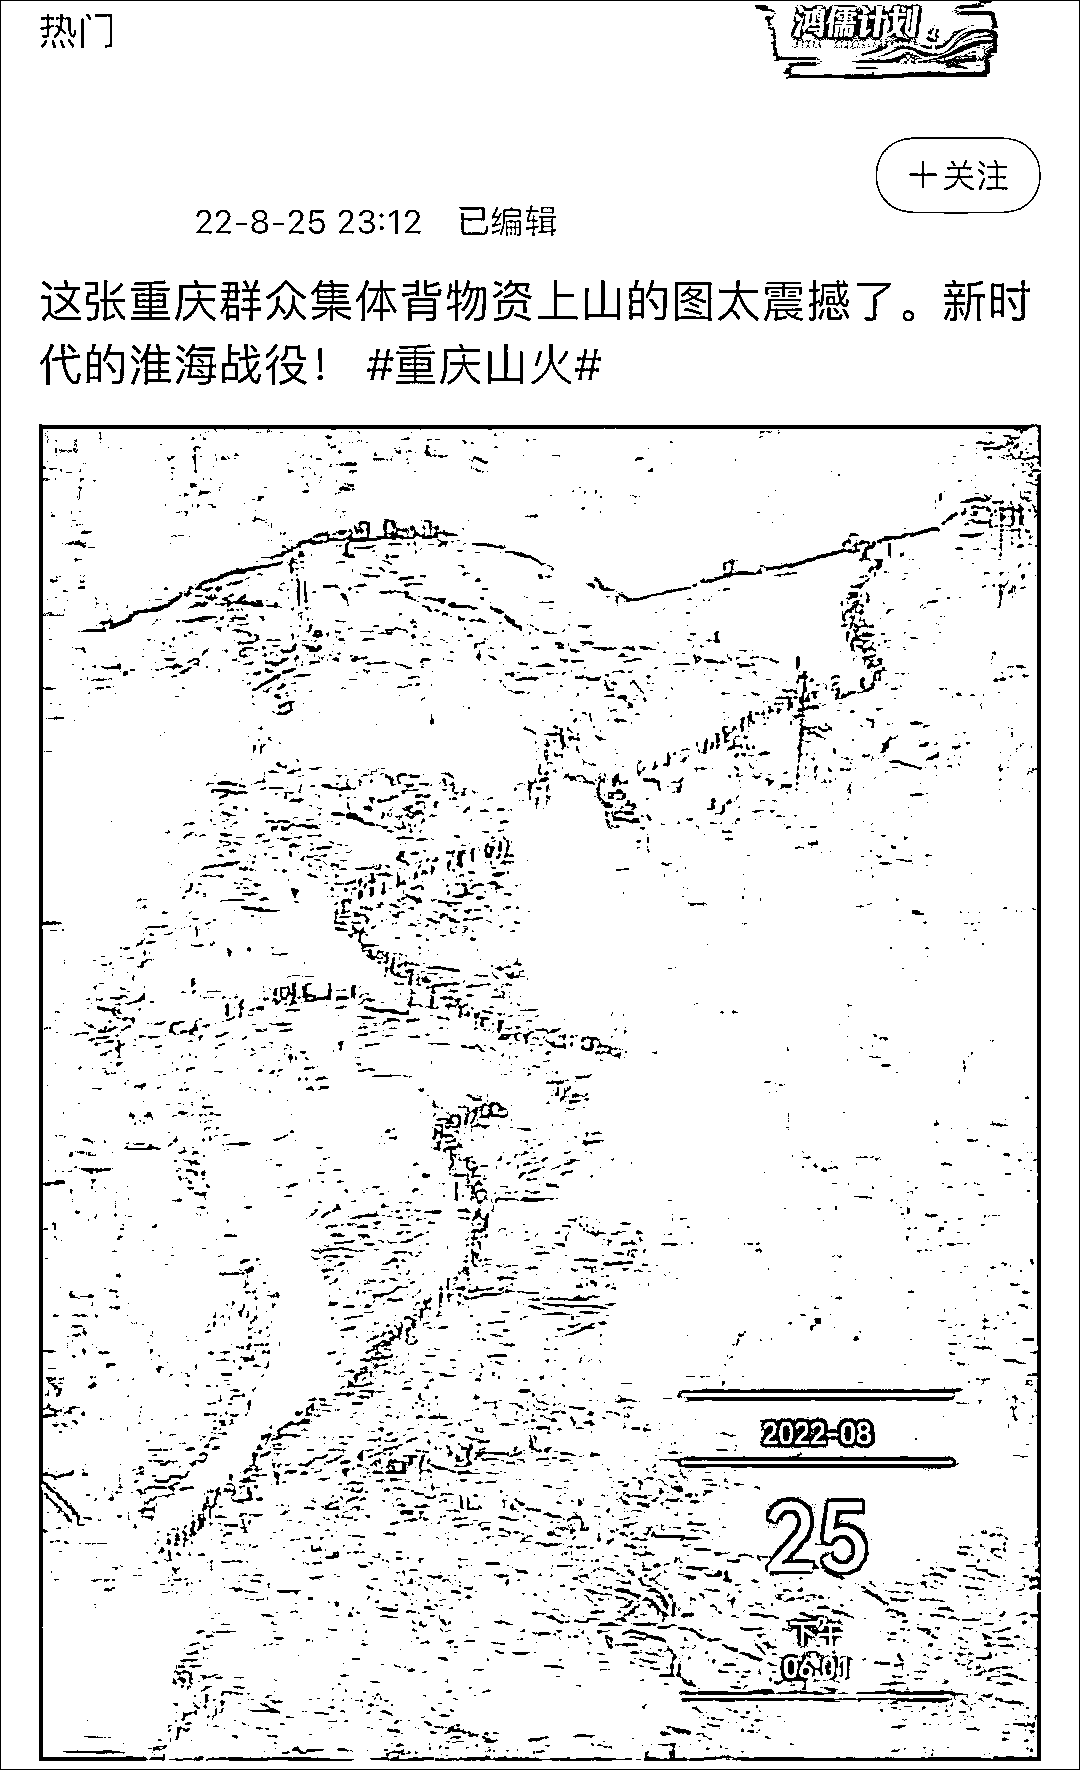 热门
鸿儒计划
+关注
22-8-25 23:12 已编辑
这张重庆群众集体背物资上山的图太震撼了。新时
代的淮海战役！ #重庆山火#
2022-08
25
下午
06:01